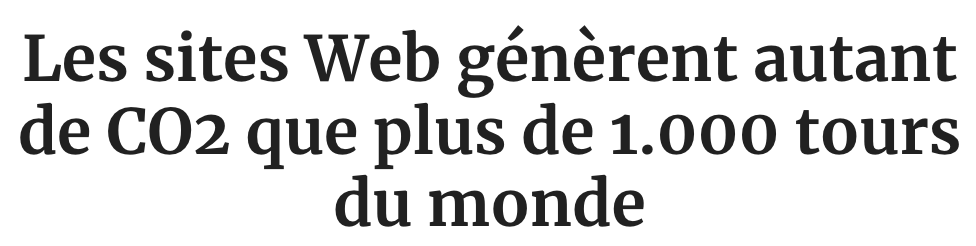 Les sites Web génèrent autant
de CO2 que plus de 1.000 tours
du monde